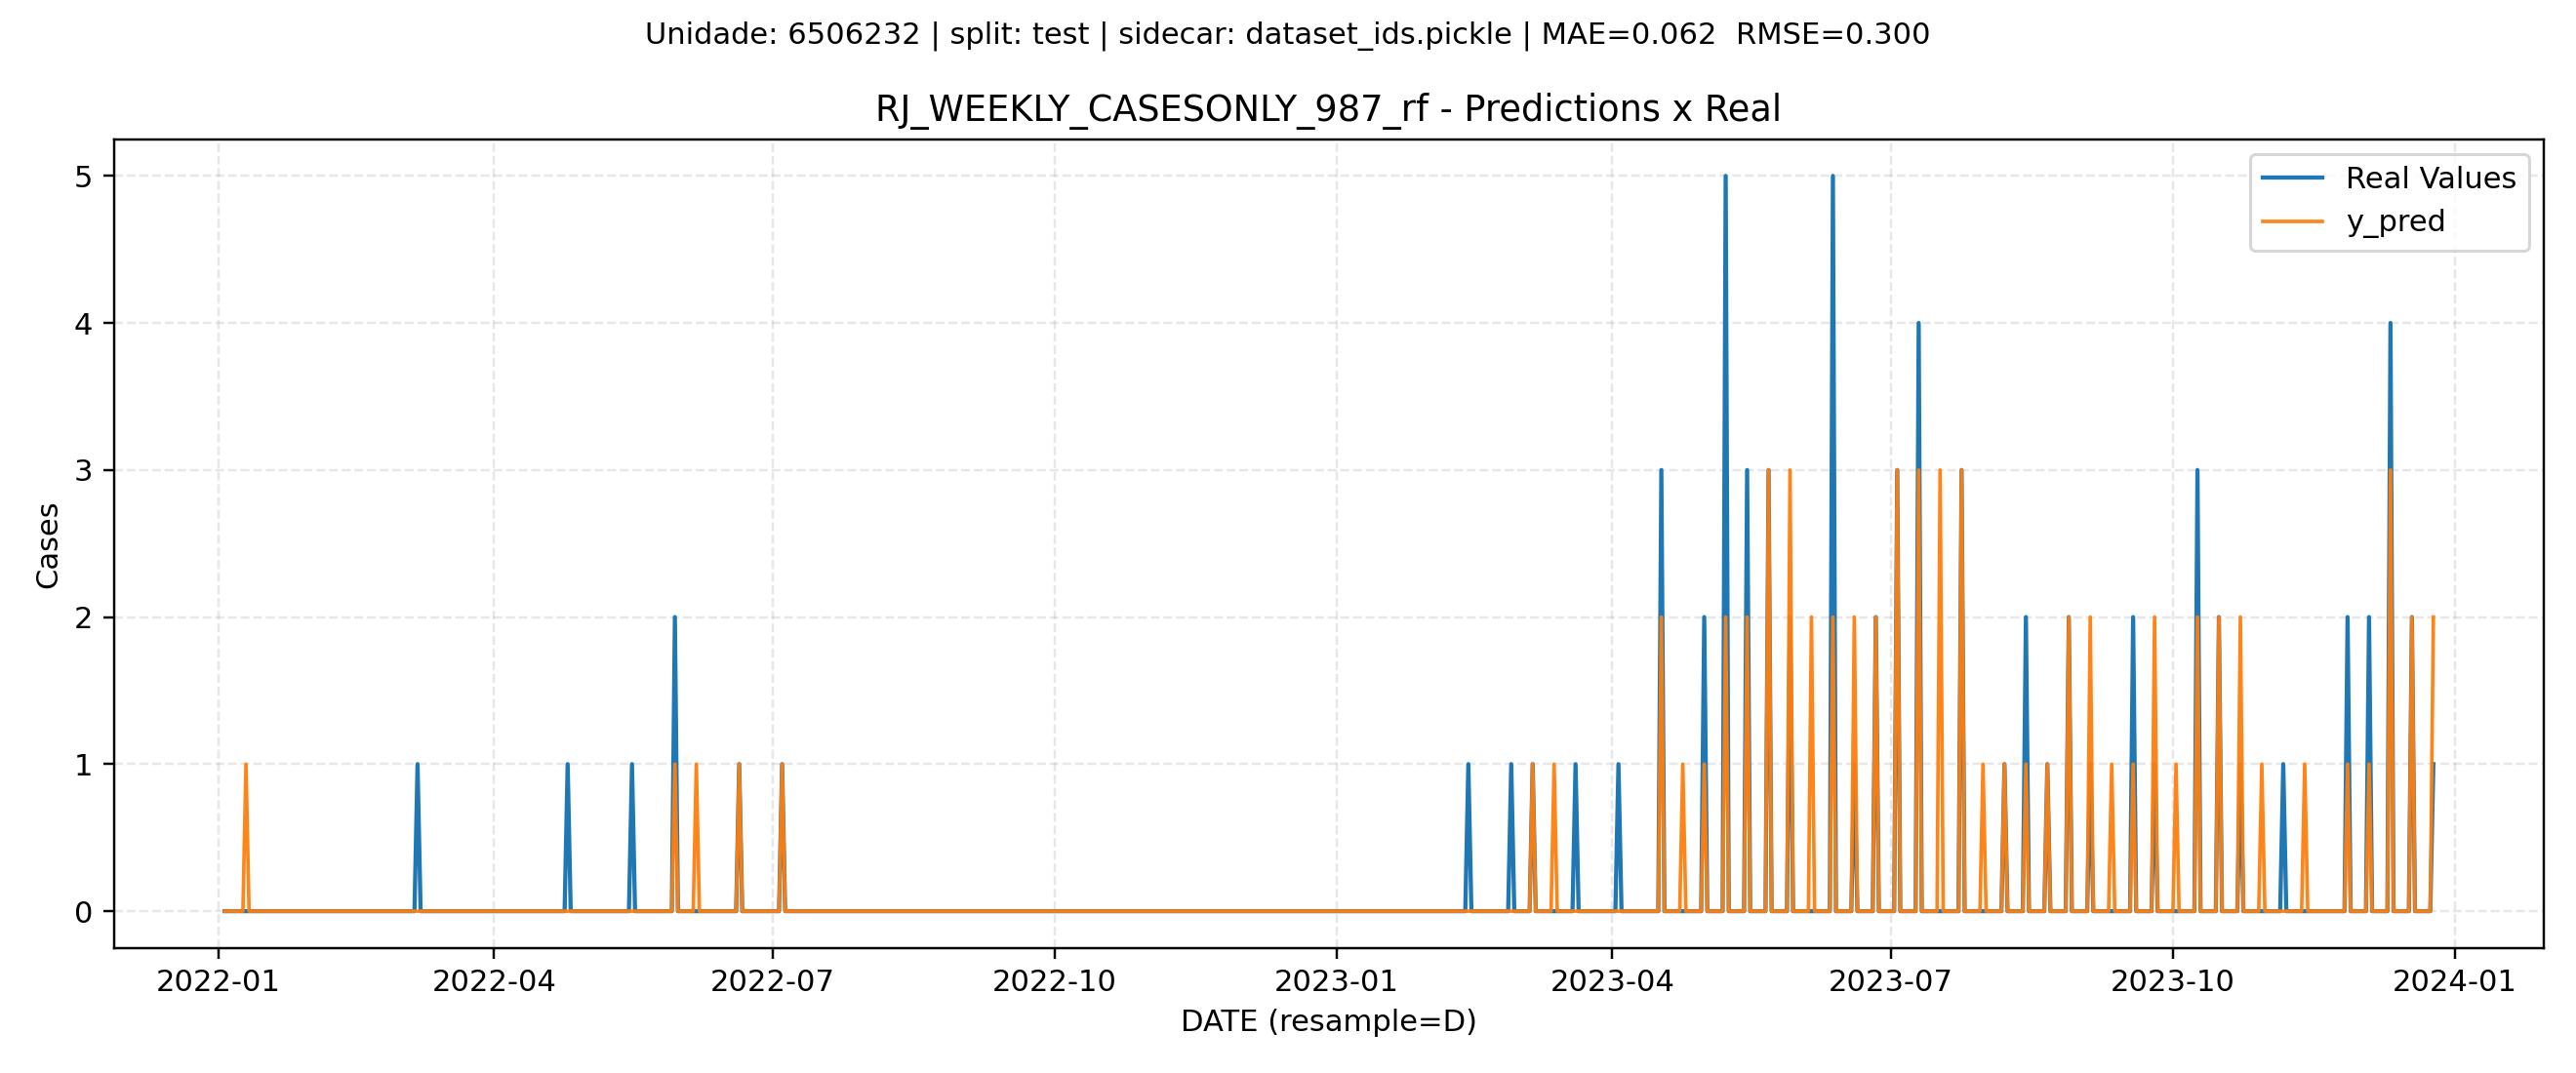 Unidade: 6506232 | split: test | sidecar: dataset_ids.pickle | MAE=0.062  RMSE=0.300
RJ_WEEKLY_CASESONLY_987_rf - Predictions x Real
Real Values
y_pred
5
4
3
2
1
0
Cases
2022-01 2022-04 2022-07 2022-10 2023-01 2023-04 2023-07 2023-10 2024-01
DATE (resample=D)